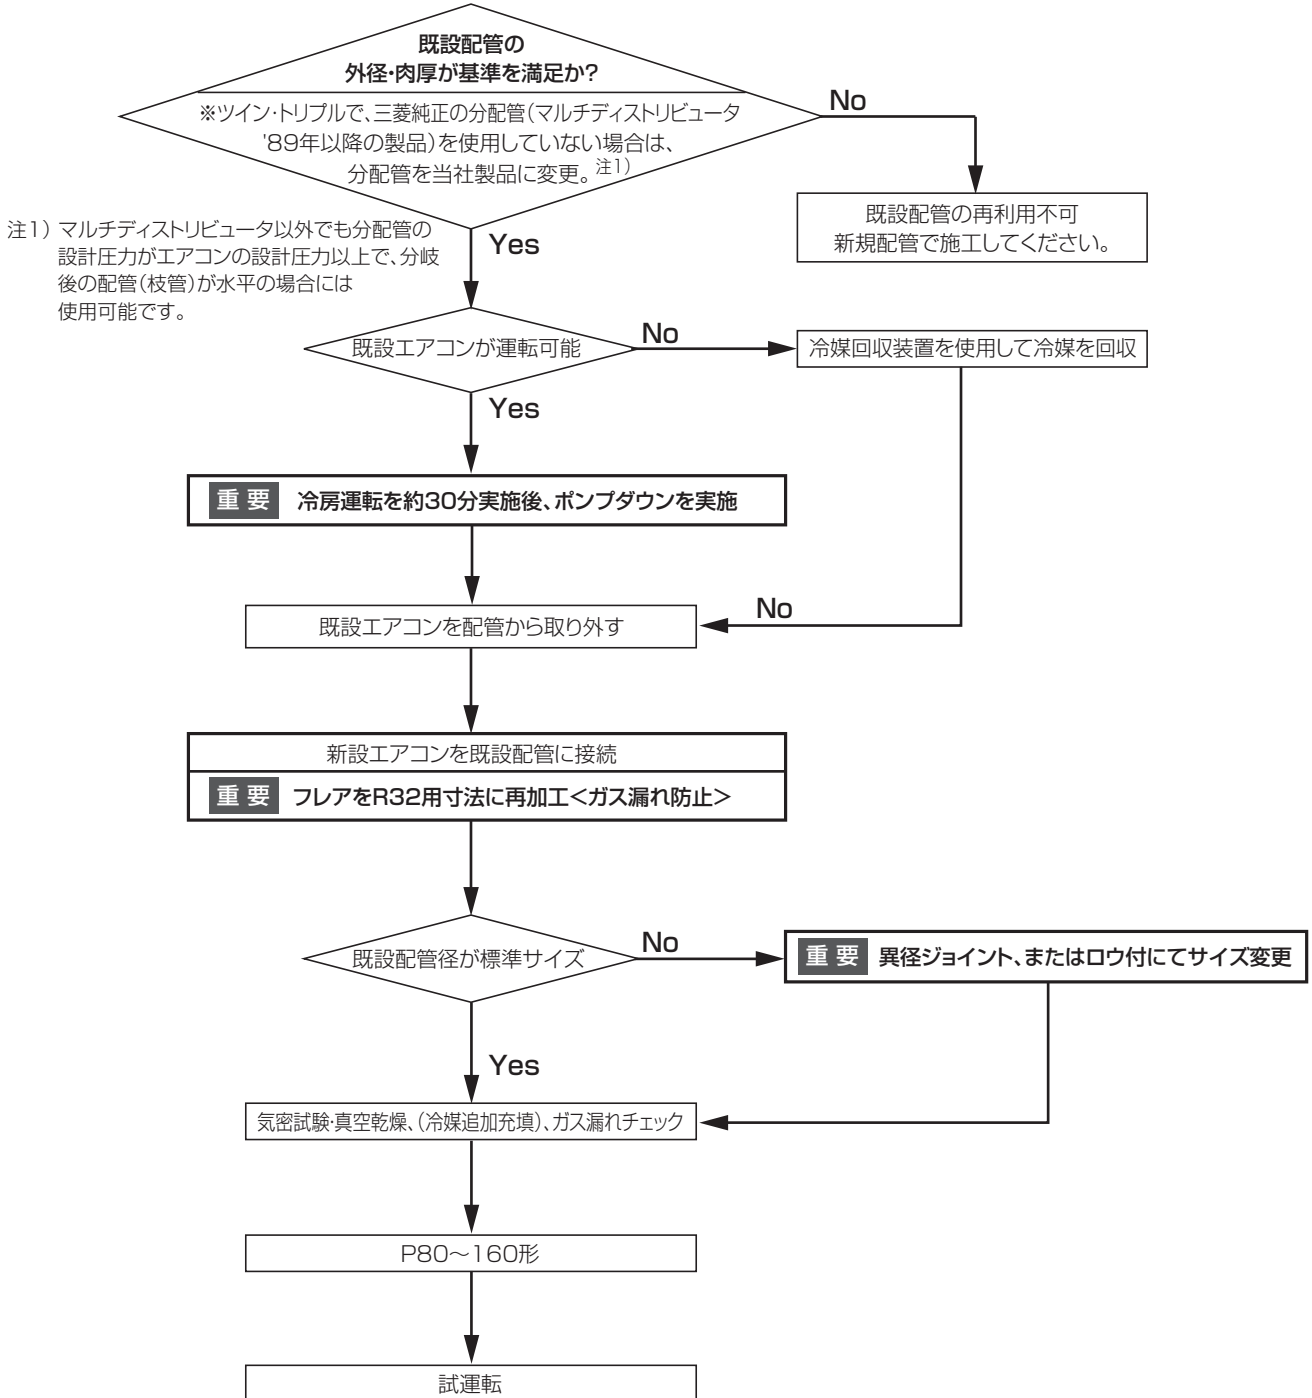 既設配管の
外径・肉厚が基準を満足か?
※ツイン・トリプルで、三菱純正の分配管(マルチディストリビュータ
'89年以降の製品)を使用していない場合は、
分配管を当社製品に変更。注1)
No
既設配管の再利用不可
新規配管で施工してください。
注1) マルチディストリビュータ以外でも分配管の
設計圧力がエアコンの設計圧力以上で、分岐
後の配管(枝管)が水平の場合には
使用可能です。
Yes
既設エアコンが運転可能
No
冷媒回収装置を使用して冷媒を回収
Yes
重要 冷房運転を約30分実施後、ポンプダウンを実施
No
既設エアコンを配管から取り外す
新設エアコンを既設配管に接続
重要 フレアをR32用寸法に再加工<ガス漏れ防止>
既設配管径が標準サイズ
No
重要 異径ジョイント、またはロウ付にてサイズ変更
Yes
気密試験・真空乾燥、(冷媒追加充填)、ガス漏れチェック
P80～160形
試運転